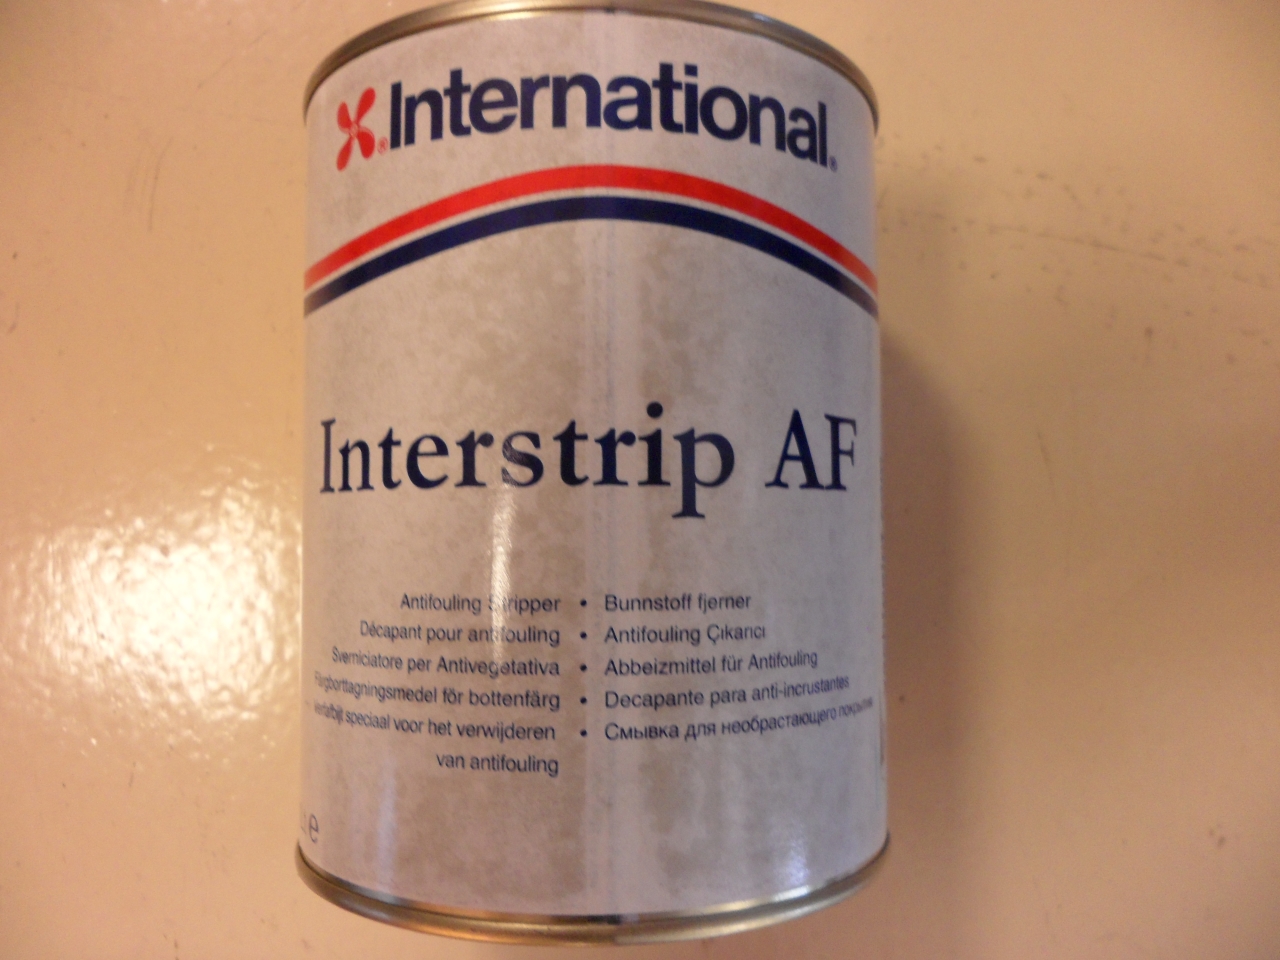 International
Interstrip AF
Antifouling Stripper • Bunnstoff fjerner
Décapant pour antifouling • Antifouling Çıkarıcı
Sverniciatore per Antivegetativa • Abbeizmittel für Antifouling
Färgborttagningsmedel för bottenfärg • Decapante para anti-incrustantes
speciaal voor het verwijderen • Смывка для необрастающего покрытия
van antifouling
e